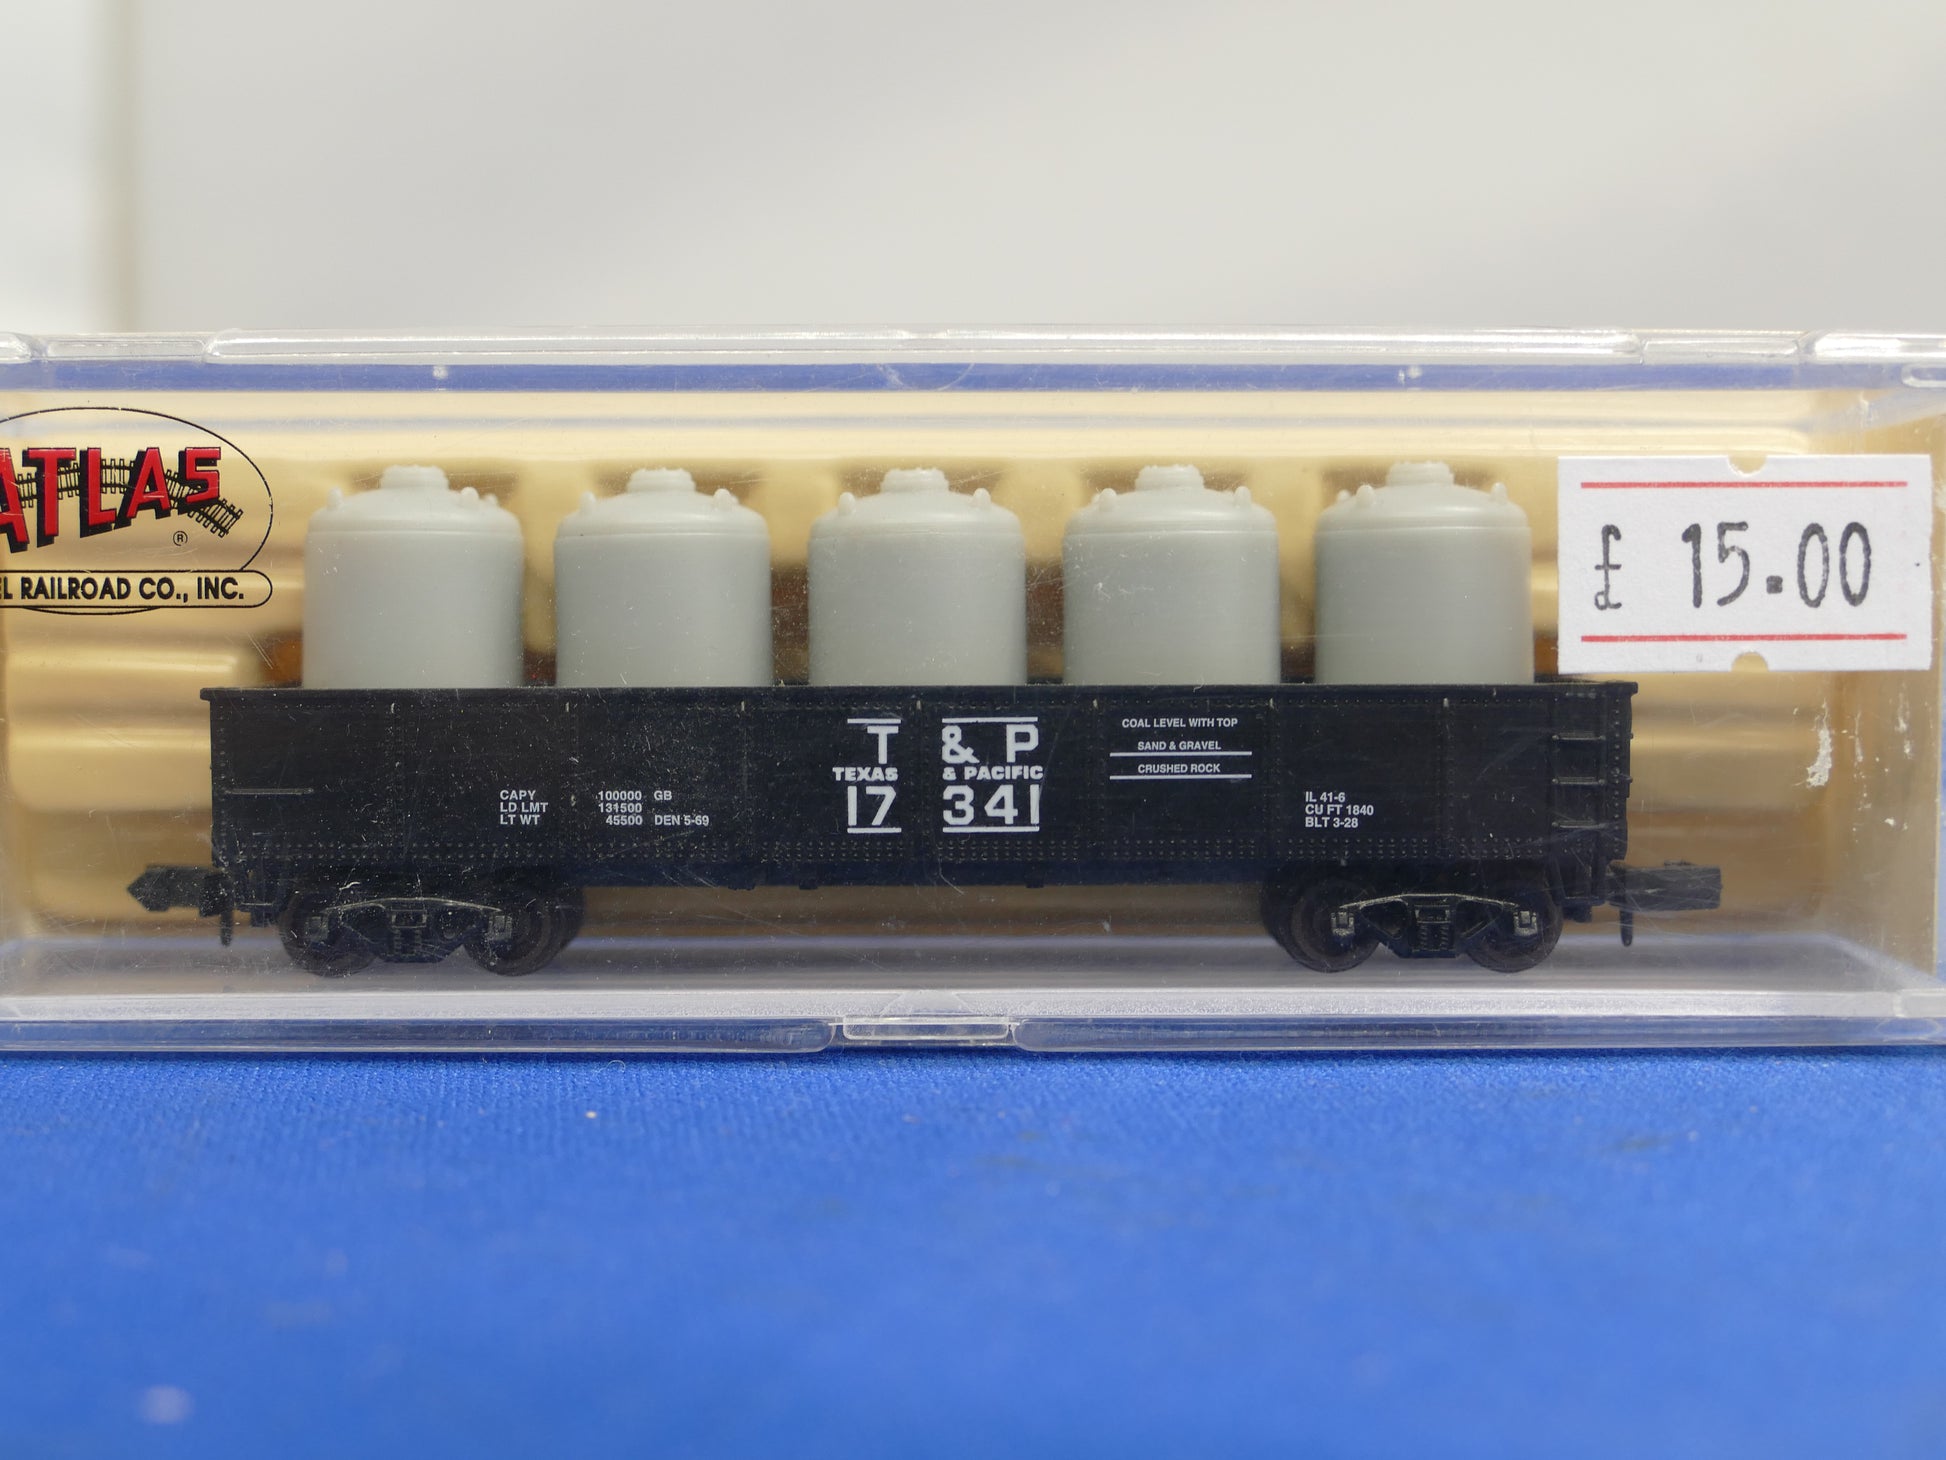 ATLAS
®
EL RAILROAD CO., INC.
£ 15.00
T & P
TEXAS & PACIFIC
17 341
COAL LEVEL WITH TOP
SAND & GRAVEL
CRUSHED ROCK
CAPY 100000 GB
LD LMT 131500
LT WT 45500 DEN 5-69
IL 41-6
CU FT 1840
BLT 3-28